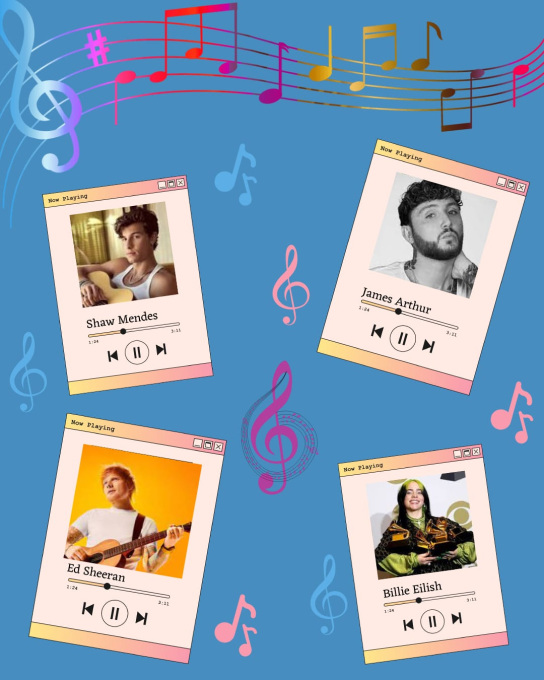 Now Playing
Shaw Mendes
1:24 3:11
Now Playing
James Arthur
1:24 3:11
Now Playing
Ed Sheeran
1:24 3:11
Now Playing
Billie Eilish
1:24 3:11